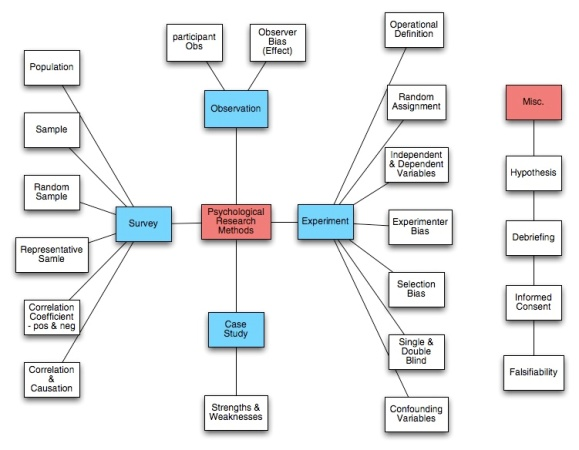 participant
Obs
Observer
Bias
(Effect)
Operational
Definition
Population
Observation
Random
Assignment
Misc.
Sample
Independent
& Dependent
Variables
Hypothesis
Random
Sample
Survey
Psychological
Research
Methods
Experiment
Experimenter
Bias
Debriefing
Representative
Samle
Selection
Bias
Informed
Consent
Correlation
Coefficient
- pos & neg
Case
Study
Single &
Double
Blind
Falsifiability
Correlation
&
Causation
Strengths &
Weaknesses
Confounding
Variables